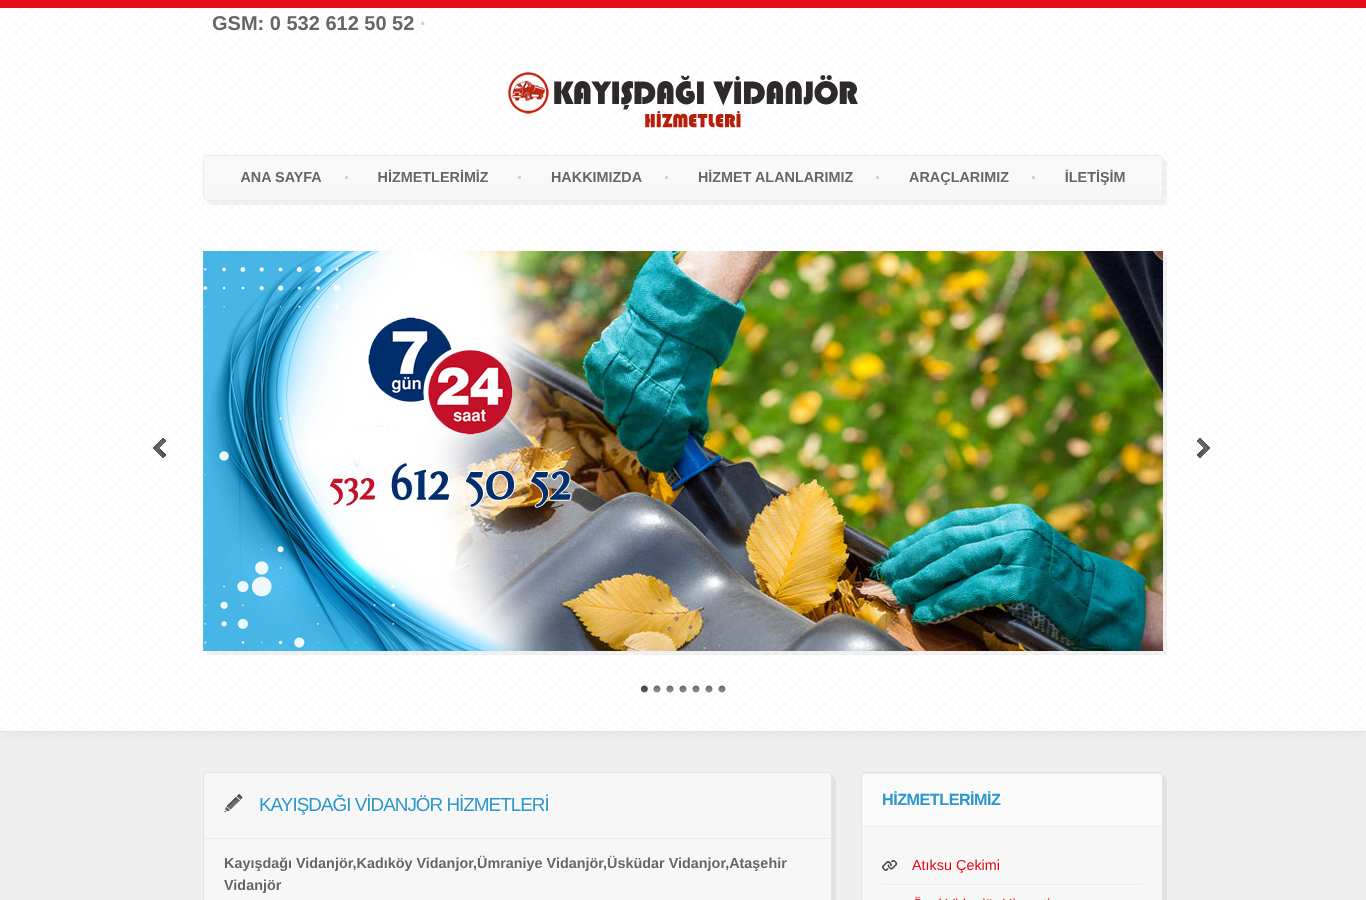 GSM: 0 532 612 50 52
KAYIŞDAĞI VİDANJÖR
HİZMETLERİ
ANA SAYFA
HİZMETLERİMİZ
HAKKIMIZDA
HİZMET ALANLARIMIZ
ARAÇLARIMIZ
İLETİŞİM
7
gün
24
saat
532 612 50 52
KAYIŞDAĞI VİDANJÖR HİZMETLERİ
Kayışdağı Vidanjör,Kadıköy Vidanjor,Ümraniye Vidanjör,Üsküdar Vidanjor,Ataşehir
Vidanjör
HİZMETLERİMİZ
Atıksu Çekimi